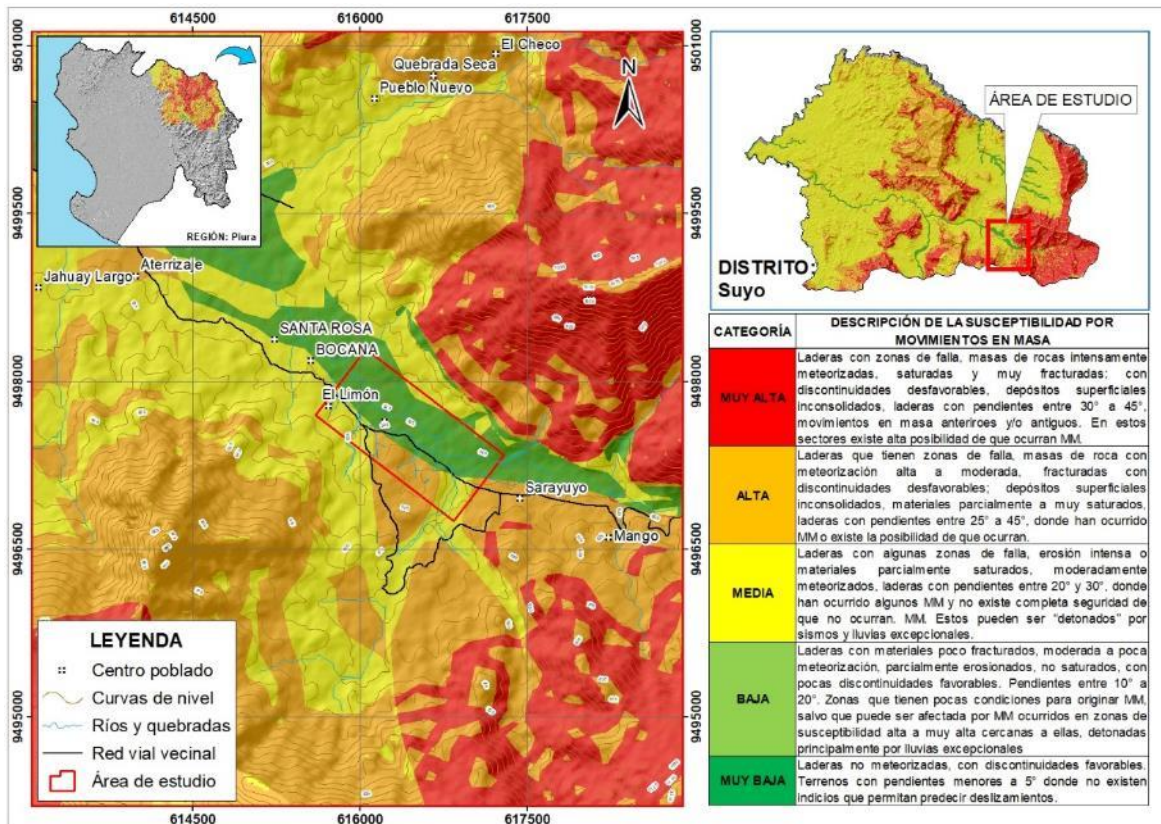 614500 616000 617500
9501000
9499500
9498000
9496500
9495000
REGIÓN: Piura
N
El Checo
Quebrada Seca
Pueblo Nuevo
Jahuay Largo
Aterrizaje
SANTA ROSA
BOCANA
El Limón
Sarayuyo
Mango
LEYENDA
Centro poblado
Curvas de nivel
Ríos y quebradas
Red vial vecinal
Área de estudio
614500 616000 617500
9501000
9499500
9498000
9496500
9495000
ÁREA DE ESTUDIO
DISTRITO:
Suyo
CATEGORÍA
DESCRIPCIÓN DE LA SUSCEPTIBILIDAD POR
MOVIMIENTOS EN MASA
MUY ALTA
Laderas con zonas de falla, masas de rocas intensamente
meteorizadas, saturadas y muy fracturadas: con
discontinuidades desfavorables, depósitos superficiales
inconsolidados, laderas con pendientes entre 30° a 45°,
movimientos en masa anteriroes y/o antiguos. En estos
sectores existe alta posibilidad de que ocurran MM.
ALTA
Laderas que tienen zonas de falla, masas de roca con
meteorización alta a moderada, fracturadas con
discontinuidades desfavorables; depósitos superficiales
inconsolidados, materiales parcialmente a muy saturados,
laderas con pendientes entre 25° a 45°, donde han ocurrido
MM o existe la posibilidad de que ocurran.
MEDIA
Laderas con algunas zonas de falla, erosión intensa o
materiales parcialmente saturados, moderadamente
meteorizados, laderas con pendientes entre 20° y 30°, donde
han ocurrido algunos MM y no existe completa seguridad de
que no ocurran. MM. Estos pueden ser "detonados" por
sismos y lluvias excepcionales.
BAJA
Laderas con materiales poco fracturados, moderada a poca
meteorización, parcialmente erosionados, no saturados, con
pocas discontinuidades favorables. Pendientes entre 10° a
20°. Zonas que tienen pocas condiciones para originar MM,
salvo que puede ser afectada por MM ocurridos en zonas de
susceptibilidad alta a muy alta cercanas a ellas, detonadas
principalmente por lluvias excepcionales
MUY BAJA
Laderas no meteorizadas, con discontinuidades favorables.
Terrenos con pendientes menores a 5° donde no existen
indicios que permitan predecir deslizamientos.